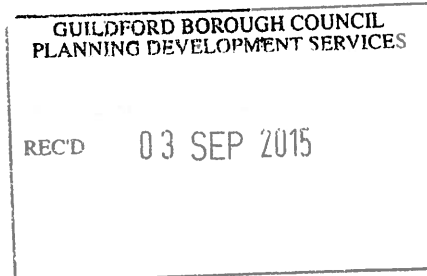 GUILDFORD BOROUGH COUNCIL
PLANNING DEVELOPMENT SERVICES
REC'D 03 SEP 2015